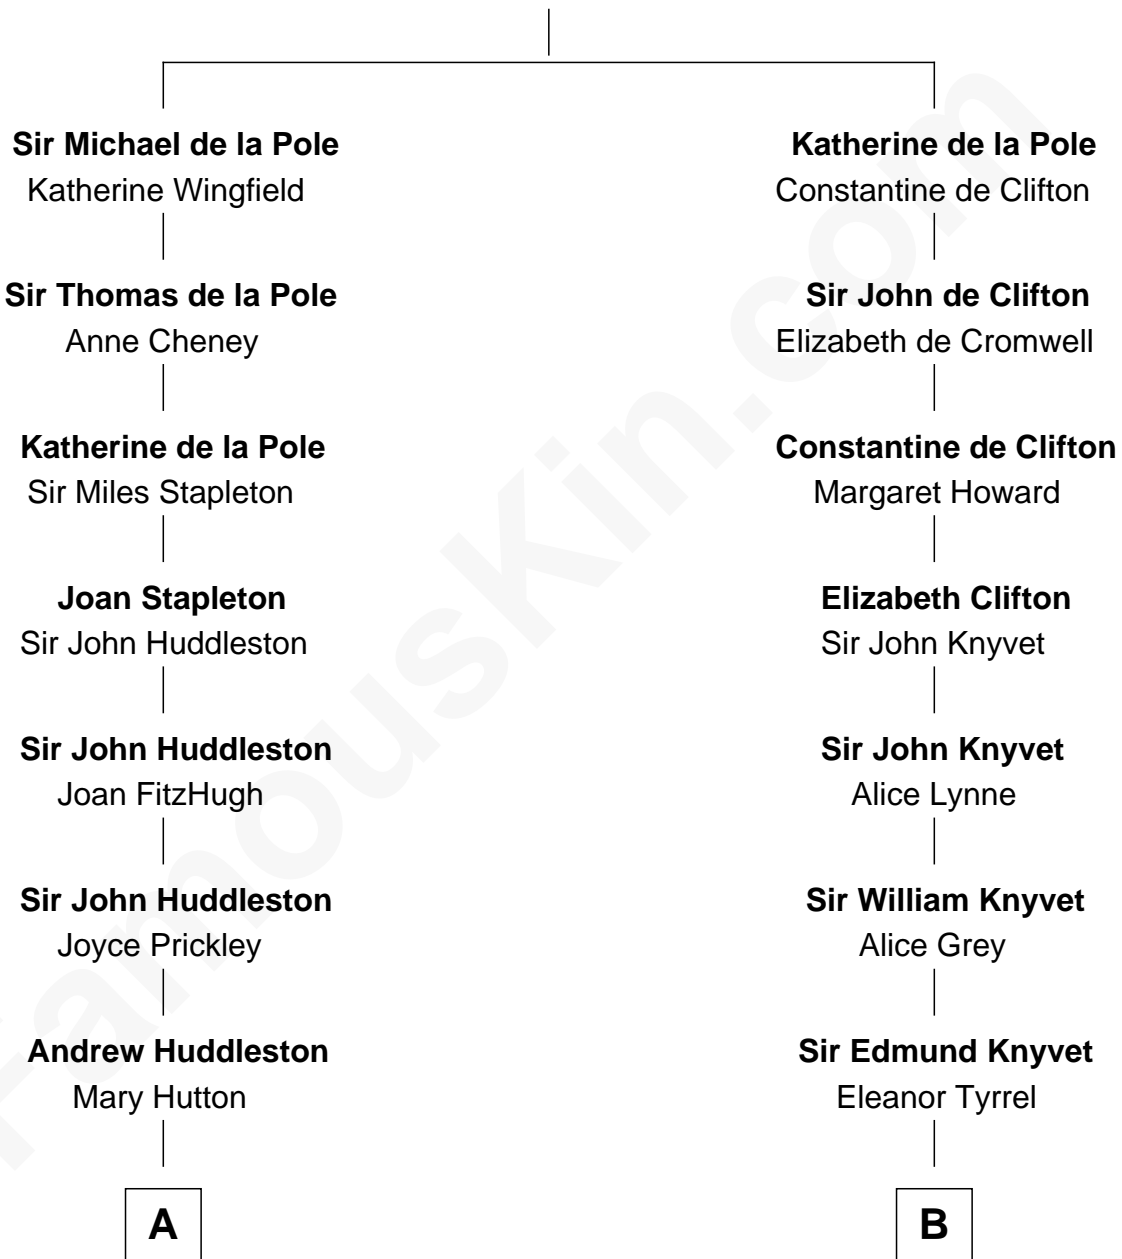 Sir Michael de la Pole
Katherine Wingfield
Sir Thomas de la Pole
Anne Cheney
Katherine de la Pole
Sir Miles Stapleton
Joan Stapleton
Sir John Huddleston
Sir John Huddleston
Joan FitzHugh
Sir John Huddleston
Joyce Prickley
Andrew Huddleston
Mary Hutton
A
Katherine de la Pole
Constantine de Clifton
Sir John de Clifton
Elizabeth de Cromwell
Constantine de Clifton
Margaret Howard
Elizabeth Clifton
Sir John Knyvet
Sir John Knyvet
Alice Lynne
Sir William Knyvet
Alice Grey
Sir Edmund Knyvet
Eleanor Tyrrel
B
FamousKin.com